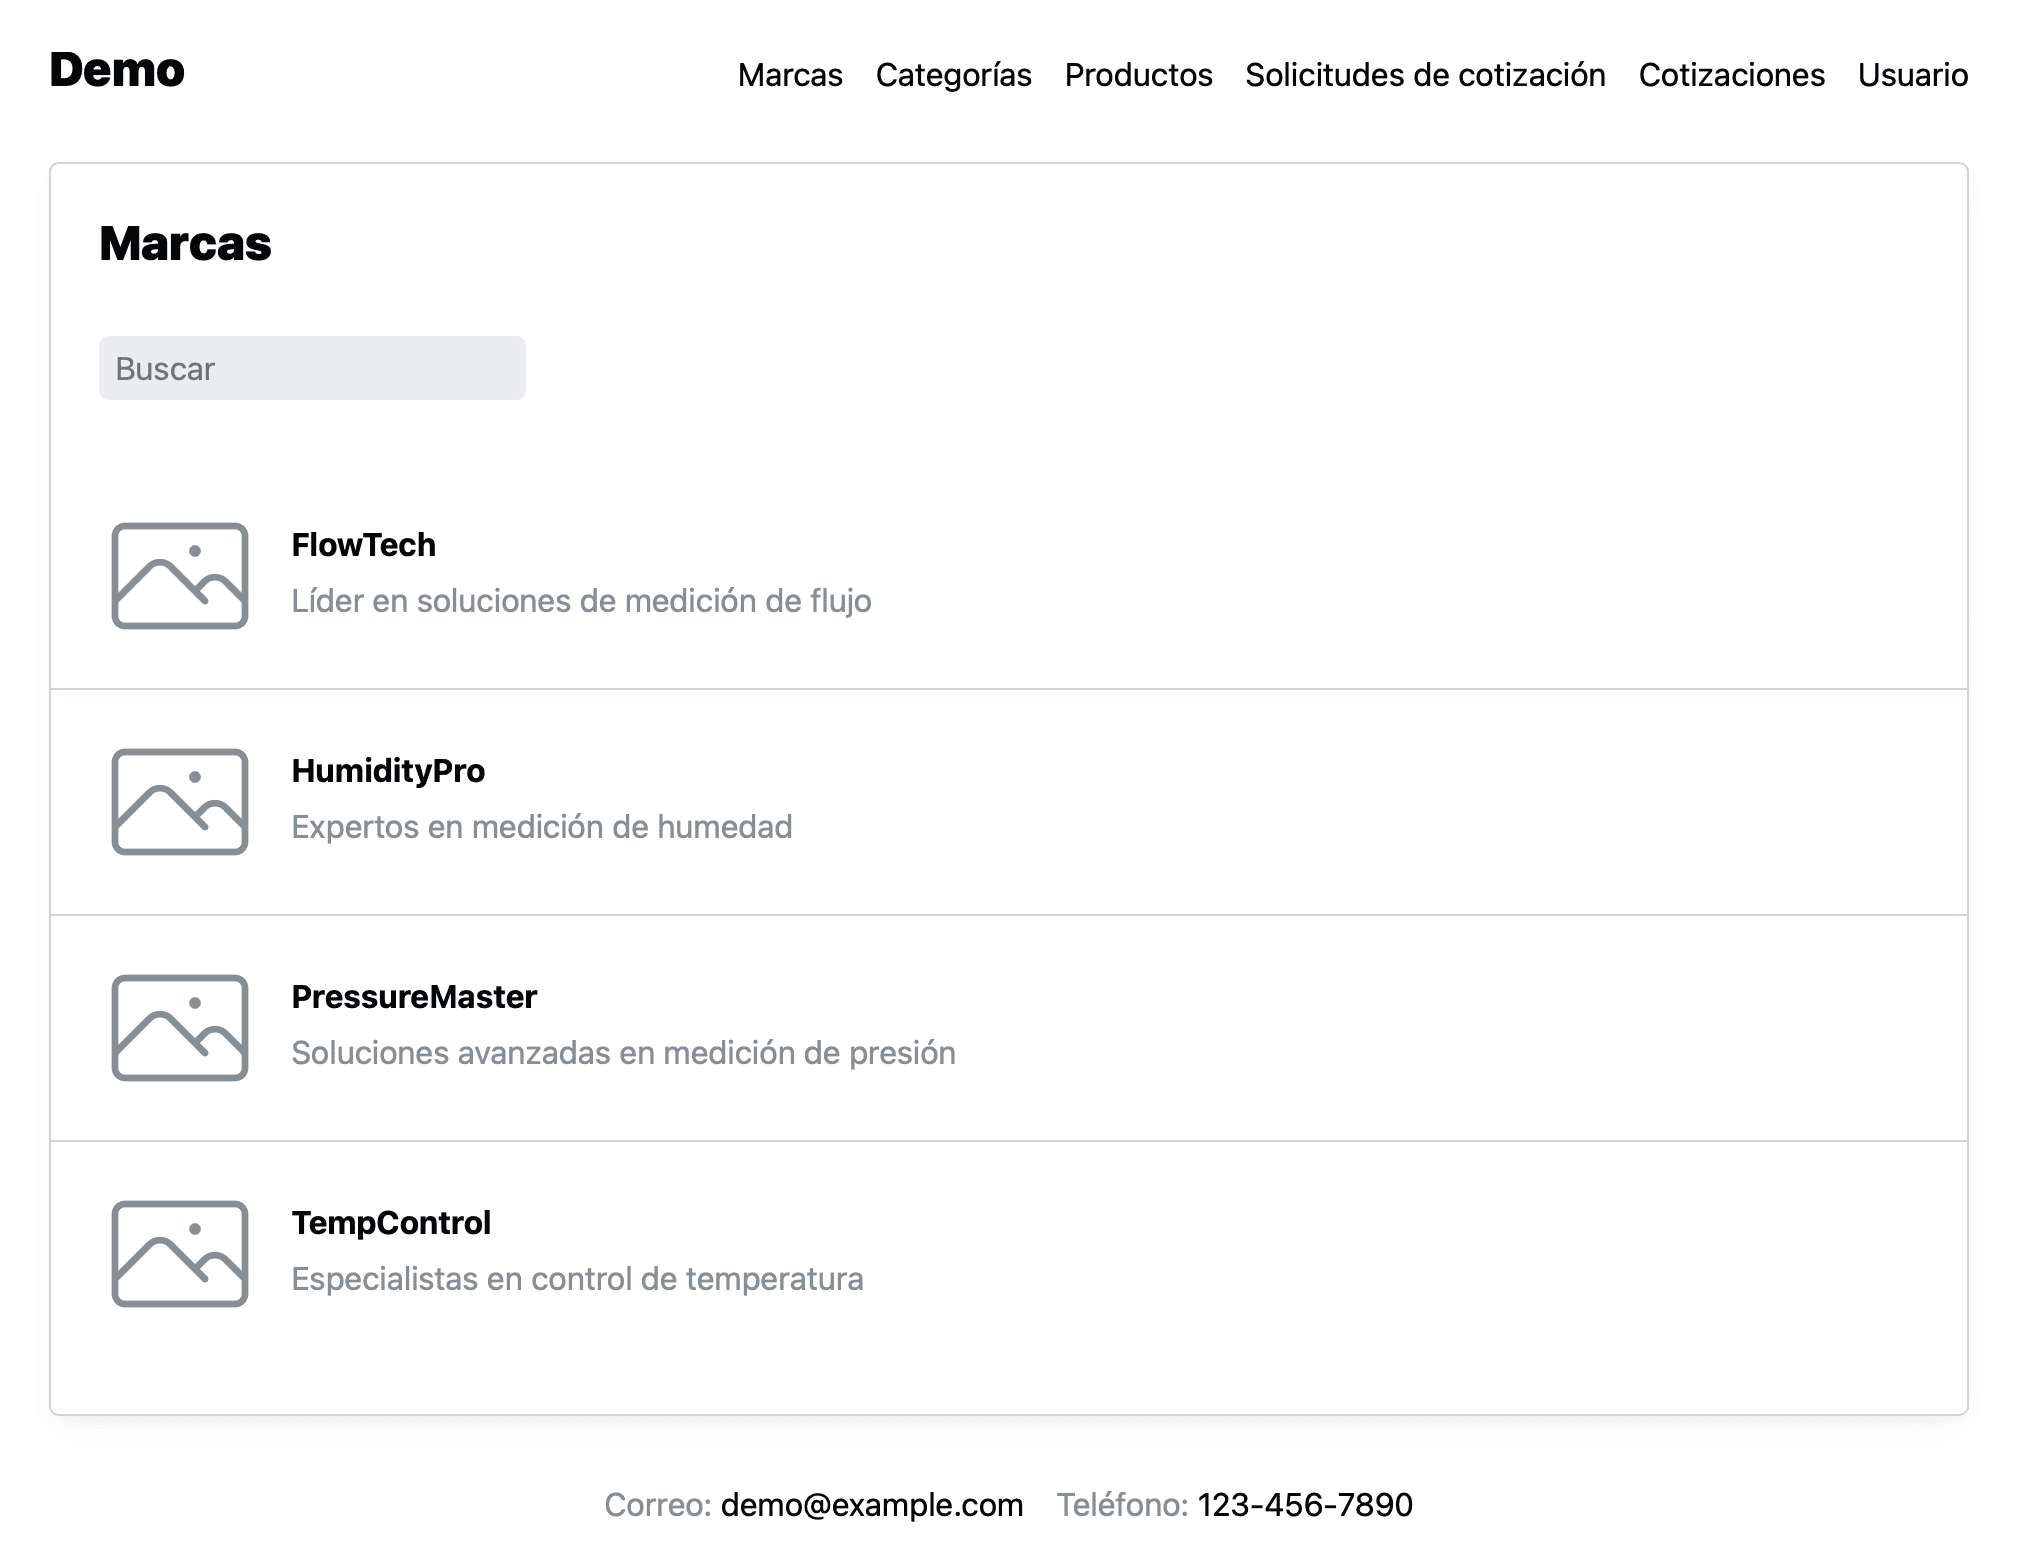 Demo
Marcas Categorías Productos Solicitudes de cotización Cotizaciones Usuario
Marcas
Buscar
FlowTech
Líder en soluciones de medición de flujo
HumidityPro
Expertos en medición de humedad
PressureMaster
Soluciones avanzadas en medición de presión
TempControl
Especialistas en control de temperatura
Correo: demo@example.com Teléfono: 123-456-7890